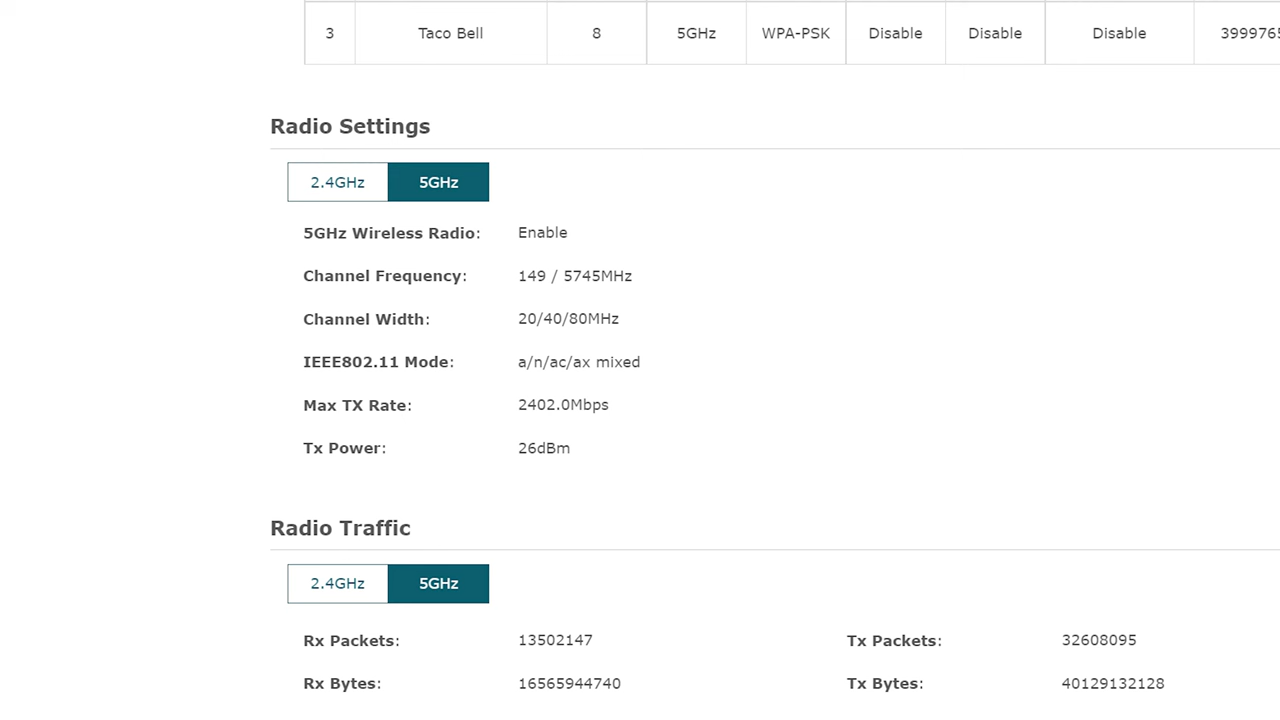 3 Taco Bell 8 5GHz WPA-PSK Disable Disable Disable
Radio Settings
2.4GHz 5GHz
5GHz Wireless Radio: Enable
Channel Frequency: 149 / 5745MHz
Channel Width: 20/40/80MHz
IEEE802.11 Mode: a/n/ac/ax mixed
Max TX Rate: 2402.0Mbps
Tx Power: 26dBm
Radio Traffic
2.4GHz 5GHz
Rx Packets: 13502147 Tx Packets: 32608095
Rx Bytes: 16565944740 Tx Bytes: 40129132128